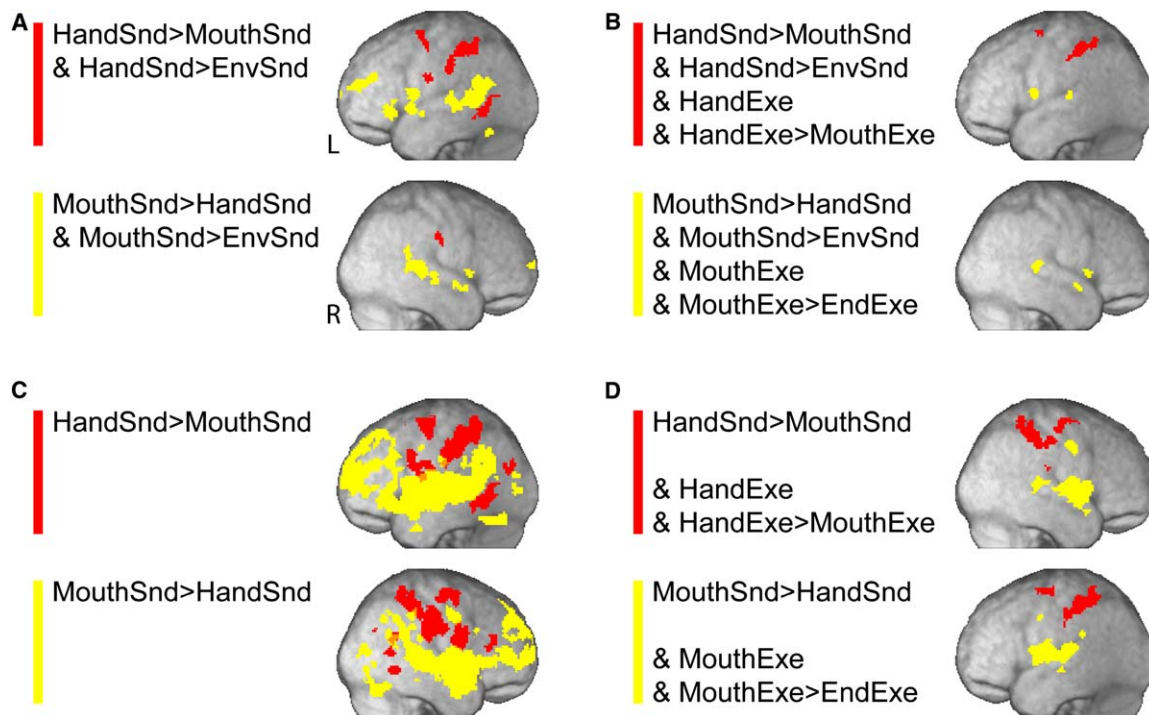 A
HandSnd>MouthSnd
& HandSnd>EnvSnd
L
MouthSnd>HandSnd
& MouthSnd>EnvSnd
R
B
HandSnd>MouthSnd
& HandSnd>EnvSnd
& HandExe
& HandExe>MouthExe
MouthSnd>HandSnd
& MouthSnd>EnvSnd
& MouthExe
& MouthExe>EndExe
C
HandSnd>MouthSnd
MouthSnd>HandSnd
D
HandSnd>MouthSnd
& HandExe
& HandExe>MouthExe
MouthSnd>HandSnd
& MouthExe
& MouthExe>EndExe